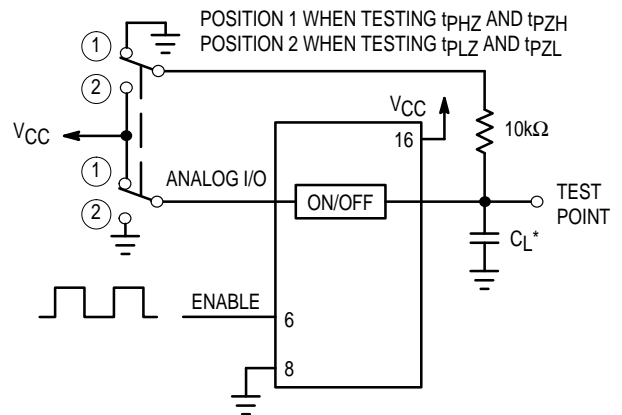 POSITION 1 WHEN TESTING tPHZ AND tPZH
POSITION 2 WHEN TESTING tPLZ AND tPZL
1
2
VCC
VCC
16
10kΩ
1
ANALOG I/O
ON/OFF
TEST
POINT
2
CL*
ENABLE
6
8